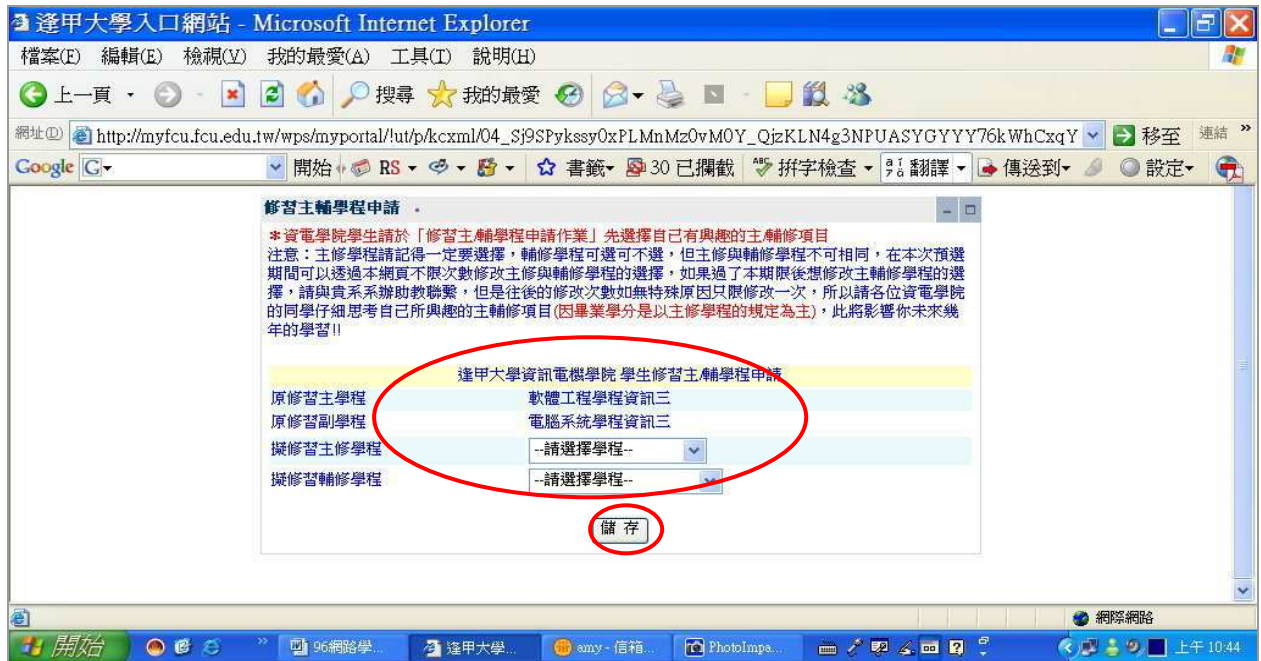 逢甲大學入口網站 - Microsoft Internet Explorer
檔案(F) 編輯(E) 檢視(V) 我的最愛(A) 工具(T) 說明(H)
上一頁 搜尋 我的最愛
網址(D) http://myfcu.fcu.edu.tw/wps/myportal/!ut/p/kcxml/04_Sj9SPykssy0xPLMnMz0vM0Y_QjzKLN4g3NPUASYGYYY76kWhCxqY 移至 連結 »
Google G 開始 RS 書籤 30 已攔截 拼字檢查 翻譯 傳送到 設定
修習主輔學程申請
＊資電學院學生請於「修習主/輔學程申請作業」先選擇自己有興趣的主/輔修項目
注意：主修學程請記得一定要選擇，輔修學程可選可不選，但主修與輔修學程不可相同，在本次預選
期間可以透過本網頁不限次數修改主修與輔修學程的選擇，如果過了本期限後想修改主輔修學程的選
擇，請與貴系系辦助教聯繫，但是往後的修改次數如無特殊原因只限修改一次，所以請各位資電學院
的同學仔細思考自己所興趣的主輔修項目(因畢業學分是以主修學程的規定為主)，此將影響你未來幾
年的學習!!
逢甲大學資訊電機學院 學生修習主/輔學程申請
原修習主學程 軟體工程學程資訊三
原修習副學程 電腦系統學程資訊三
擬修習主修學程 --請選擇學程--
擬修習輔修學程 --請選擇學程--
儲 存
網際網路
開始 » 96網路學... 逢甲大學... amy - 信箱... PhotoImpa... 上午 10:44